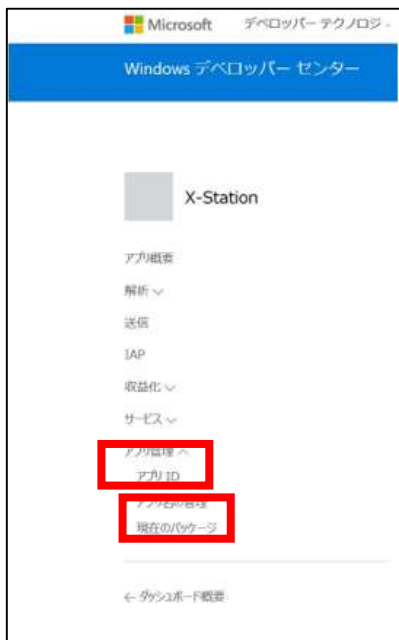 Microsoft デベロッパー テクノロジ
Windows デベロッパー センター
X-Station
アプリ概要
解析
送信
IAP
収益化
サービス
アプリ管理
アプリ ID
アプリ名の管理
現在のパッケージ
← ダッシュボード概要